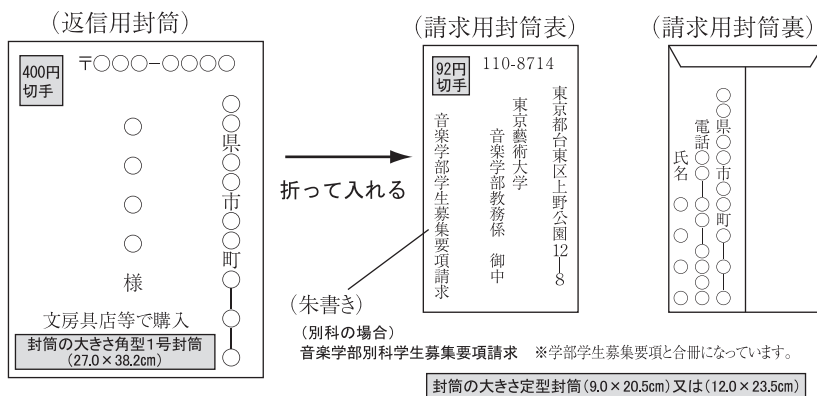 (返信用封筒)
400円
切手
〒○○○-○○○○
○○県○○市○○町○―○―○
○○○○様
文房具店等で購入
封筒の大きさ角型1号封筒
(27.0×38.2㎝)
折って入れる
(請求用封筒表)
92円
切手
110-8714
東京都台東区上野公園12―8
東京藝術大学
音楽学部教務係 御中
音楽学部学生募集要項請求
(朱書き)
(別科の場合)
音楽学部別科学生募集要項請求 ※学部学生募集要項と合冊になっています。
(請求用封筒裏)
○○県○○市○○町○―○―○
電話○○―○○―○○○○
氏名 ○○○○
封筒の大きさ定型封筒(9.0×20.5㎝)又は(12.0×23.5㎝)